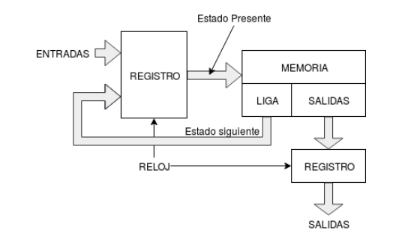 Estado Presente
ENTRADAS
REGISTRO
MEMORIA
LIGA
SALIDAS
Estado siguiente
RELOJ
REGISTRO
SALIDAS